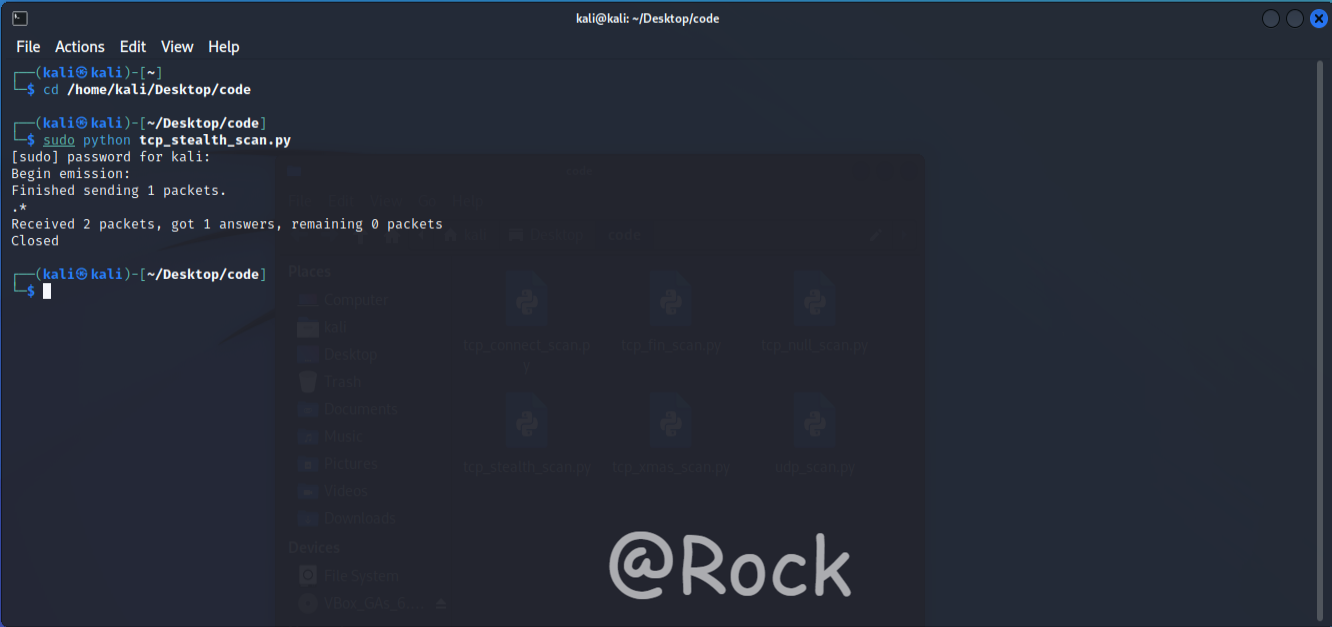 kali@kali: ~/Desktop/code
File Actions Edit View Help
┌──(kali㉿kali)-[~]
└─$ cd /home/kali/Desktop/code
┌──(kali㉿kali)-[~/Desktop/code]
└─$ sudo python tcp_stealth_scan.py
[sudo] password for kali:
Begin emission:
Finished sending 1 packets.
.*
Received 2 packets, got 1 answers, remaining 0 packets
Closed
┌──(kali㉿kali)-[~/Desktop/code]
└─$
code
File Edit View Go Help
kali Desktop code
Places
Computer
kali
Desktop
Trash
Documents
Music
Pictures
Videos
Downloads
Devices
File System
VBox_GAs_6...
tcp_connect_scan.p
y
tcp_fin_scan.py
tcp_null_scan.py
tcp_stealth_scan.py
tcp_xmas_scan.py
udp_scan.py
@Rock